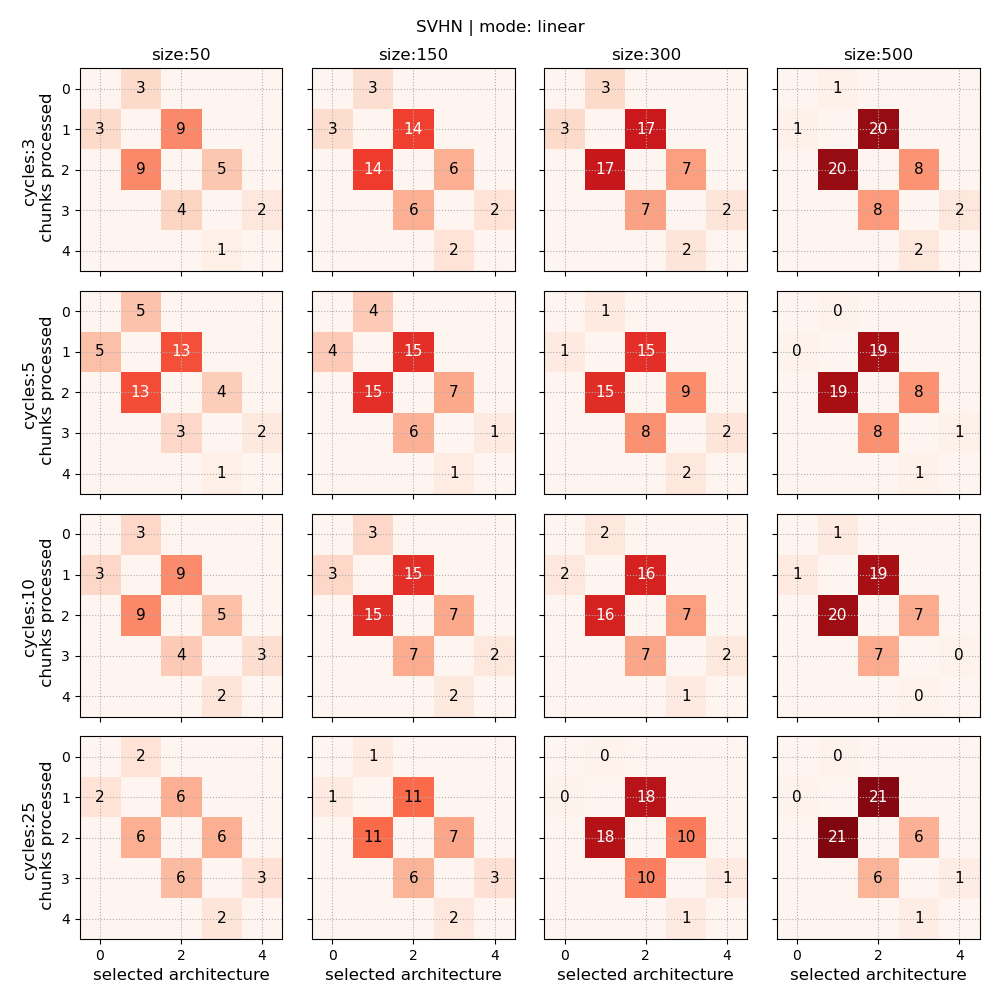 SVHN | mode: linear
size:50 size:150 size:300 size:500
cycles:3
chunks processed
0 3 3 3 1
1 3 9 3 14 3 17 1 20
2 9 5 14 6 17 7 20 8
3 4 2 6 2 7 2 8 2
4 1 2 2 2
cycles:5
chunks processed
0 5 4 1 0
1 5 13 4 15 1 15 0 19
2 13 4 15 7 15 9 19 8
3 3 2 6 1 8 2 8 1
4 1 1 2 1
cycles:10
chunks processed
0 3 3 2 1
1 3 9 3 15 2 16 1 19
2 9 5 15 7 16 7 20 7
3 4 3 7 2 7 2 7 0
4 2 2 1 0
cycles:25
chunks processed
0 2 1 0 0
1 2 6 1 11 0 18 0 21
2 6 6 11 7 18 10 21 6
3 6 3 6 3 10 1 6 1
4 2 2 1 1
0 2 4 0 2 4 0 2 4 0 2 4
selected architecture selected architecture selected architecture selected architecture